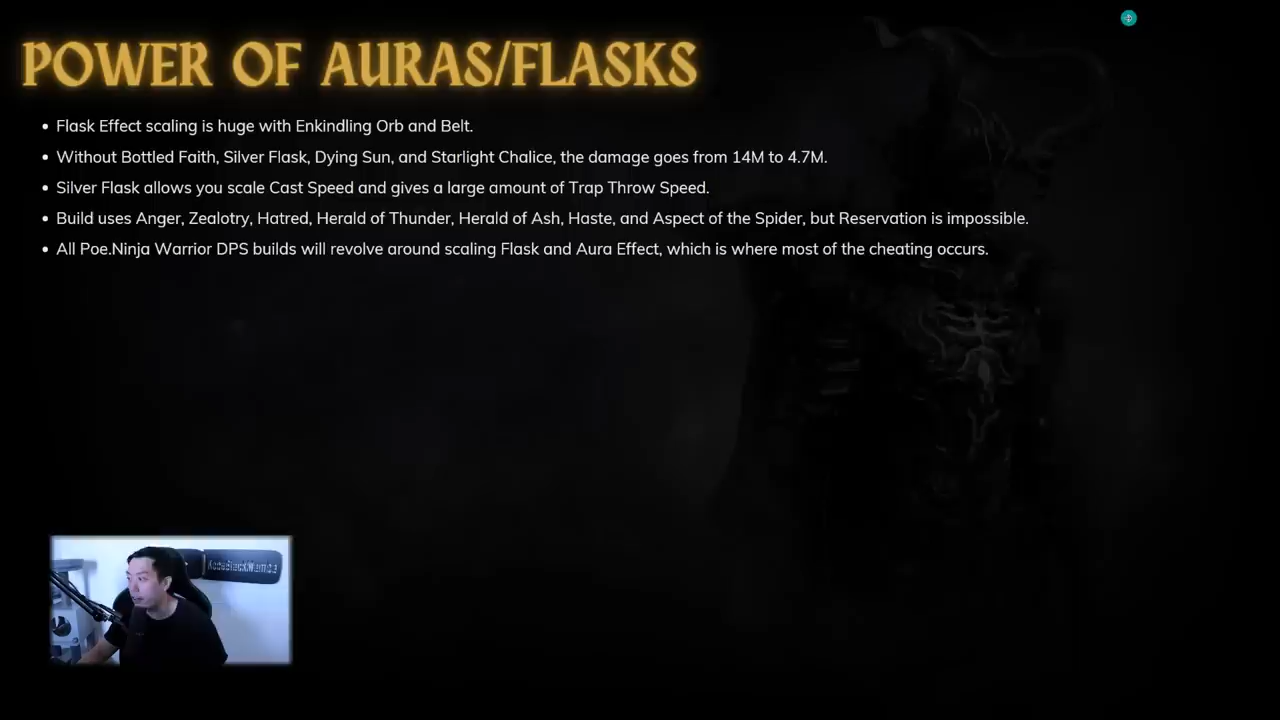 POWER OF AURAS/FLASKS
• Flask Effect scaling is huge with Enkindling Orb and Belt.
• Without Bottled Faith, Silver Flask, Dying Sun, and Starlight Chalice, the damage goes from 14M to 4.7M.
• Silver Flask allows you scale Cast Speed and gives a large amount of Trap Throw Speed.
• Build uses Anger, Zealotry, Hatred, Herald of Thunder, Herald of Ash, Haste, and Aspect of the Spider, but Reservation is impossible.
• All Poe.Ninja Warrior DPS builds will revolve around scaling Flask and Aura Effect, which is where most of the cheating occurs.